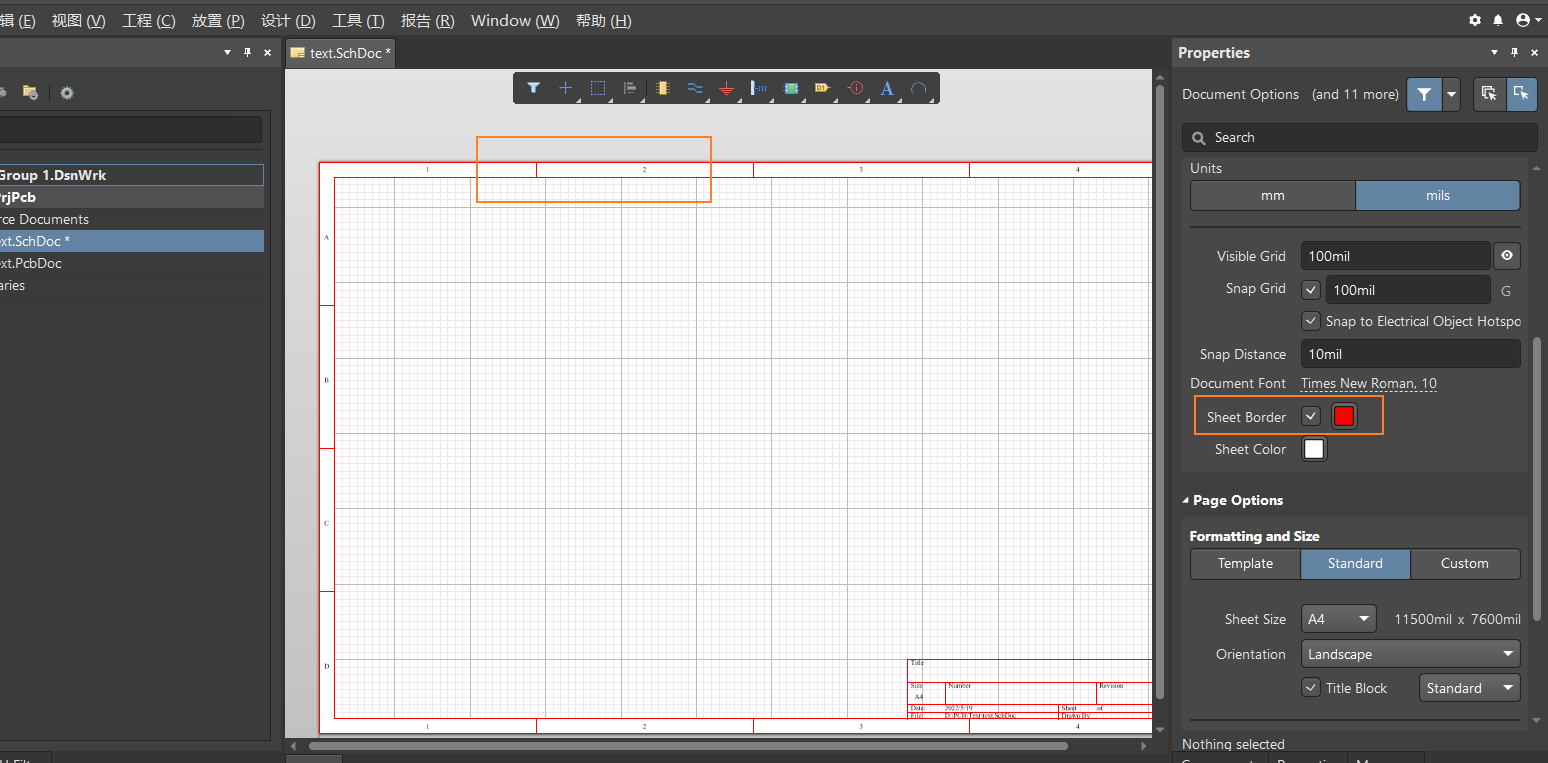 辑 (E) 视图 (V) 工程 (C) 放置 (P) 设计 (D) 工具 (T) 报告 (R) Window (W) 帮助 (H)
text.SchDoc *
Group 1.DsnWrk
rjPcb
rce Documents
ext.SchDoc *
ext.PcbDoc
aries
1 2 3 4
A
B
C
D
Title
Size Number Revision
A4
Date: 2022/5/19 Sheet of
File: D:\PCB\Text\text.SchDoc Drawn By:
1 2 3 4
Properties
Document Options (and 11 more)
Search
Units
mm mils
Visible Grid 100mil
Snap Grid 100mil G
Snap to Electrical Object Hotspo
Snap Distance 10mil
Document Font Times New Roman, 10
Sheet Border
Sheet Color
Page Options
Formatting and Size
Template Standard Custom
Sheet Size A4 11500mil x 7600mil
Orientation Landscape
Title Block Standard
Nothing selected